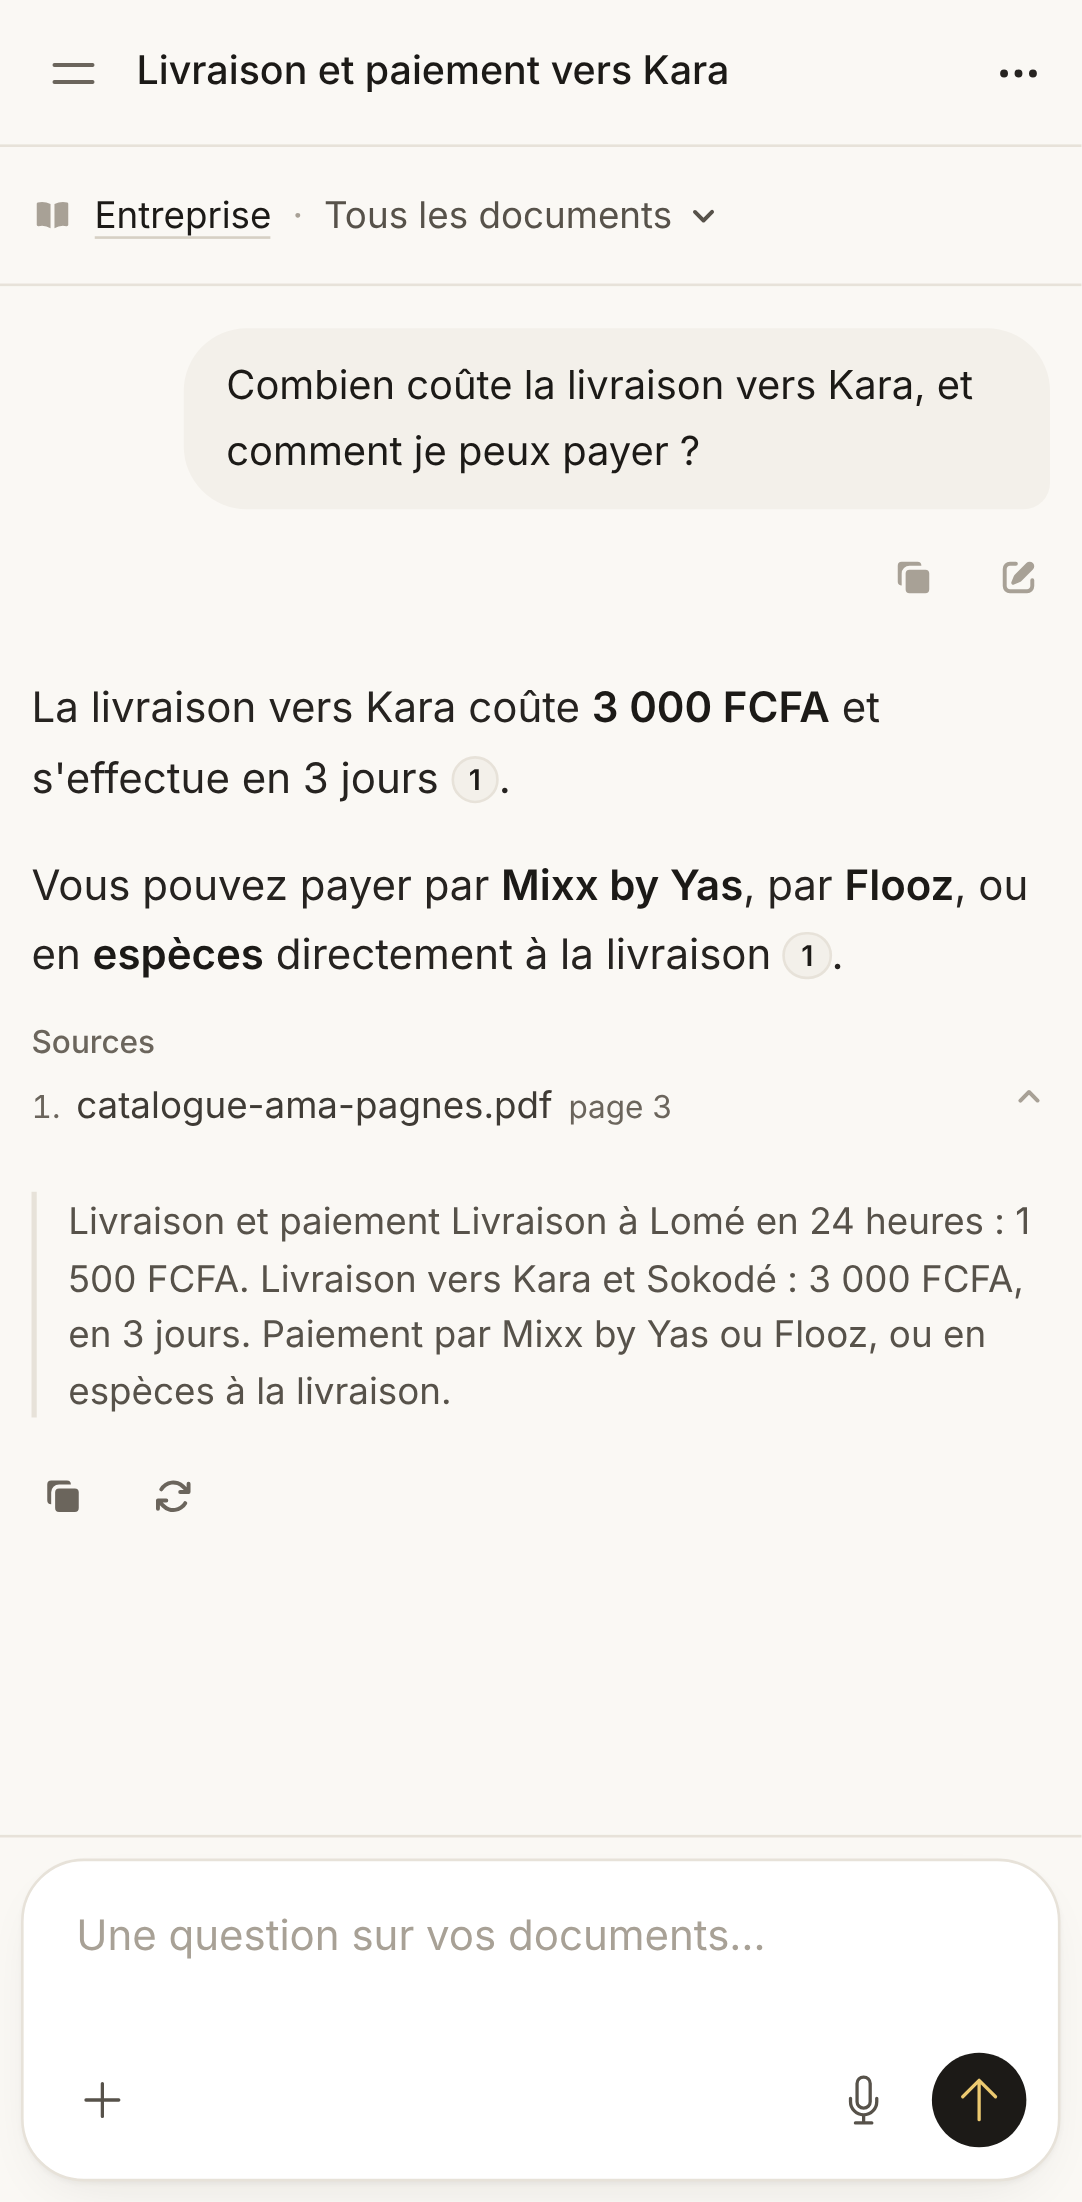 Livraison et paiement vers Kara
Entreprise · Tous les documents
Combien coûte la livraison vers Kara, et
comment je peux payer ?
La livraison vers Kara coûte 3 000 FCFA et
s'effectue en 3 jours 1.
Vous pouvez payer par Mixx by Yas, par Flooz, ou
en espèces directement à la livraison 1.
Sources
1. catalogue-ama-pagnes.pdf page 3
Livraison et paiement Livraison à Lomé en 24 heures : 1
500 FCFA. Livraison vers Kara et Sokodé : 3 000 FCFA,
en 3 jours. Paiement par Mixx by Yas ou Flooz, ou en
espèces à la livraison.
Une question sur vos documents...